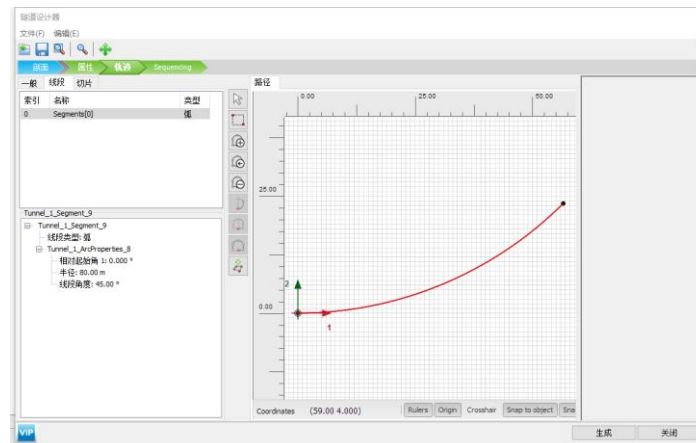 隧道设计器
文件(F) 编辑(E)
剖面 属性 轨迹 Sequencing
一般 线段 切片
索引 名称 类型
0 Segments[0] 弧
Tunnel_1_Segment_9
Tunnel_1_Segment_9
线段类型: 弧
Tunnel_1_ArcProperties_8
相对起始角 1: 0.000 °
半径: 80.00 m
线段角度: 45.00 °
路径
0.00 25.00 50.00
25.00
0.00
2
1
Coordinates (59.00 4.000) Rulers Origin Crosshair Snap to object Sna
VIP
生成 关闭